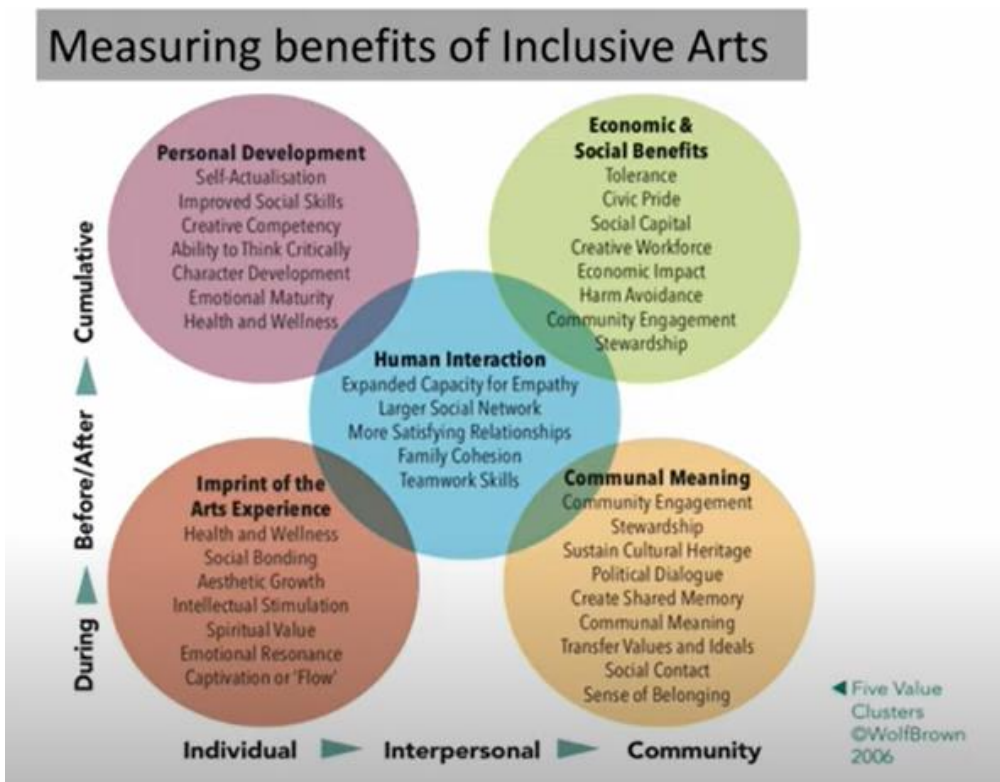 Measuring benefits of Inclusive Arts
Personal Development
Self-Actualisation
Improved Social Skills
Creative Competency
Ability to Think Critically
Character Development
Emotional Maturity
Health and Wellness
Economic &
Social Benefits
Tolerance
Civic Pride
Social Capital
Creative Workforce
Economic Impact
Harm Avoidance
Community Engagement
Stewardship
Human Interaction
Expanded Capacity for Empathy
Larger Social Network
More Satisfying Relationships
Family Cohesion
Teamwork Skills
Imprint of the
Arts Experience
Health and Wellness
Social Bonding
Aesthetic Growth
Intellectual Stimulation
Spiritual Value
Emotional Resonance
Captivation or 'Flow'
Communal Meaning
Community Engagement
Stewardship
Sustain Cultural Heritage
Political Dialogue
Create Shared Memory
Communal Meaning
Transfer Values and Ideals
Social Contact
Sense of Belonging
During Before/After Cumulative
Individual Interpersonal Community
Five Value
Clusters
©WolfBrown
2006